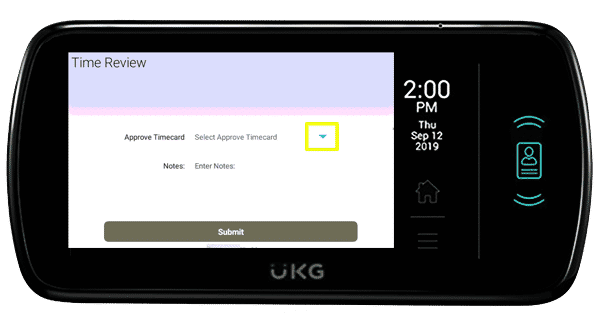 Time Review
Approve Timecard Select Approve Timecard
Notes: Enter Notes:
Submit
2:00
PM
Thu
Sep 12
2019
UKG